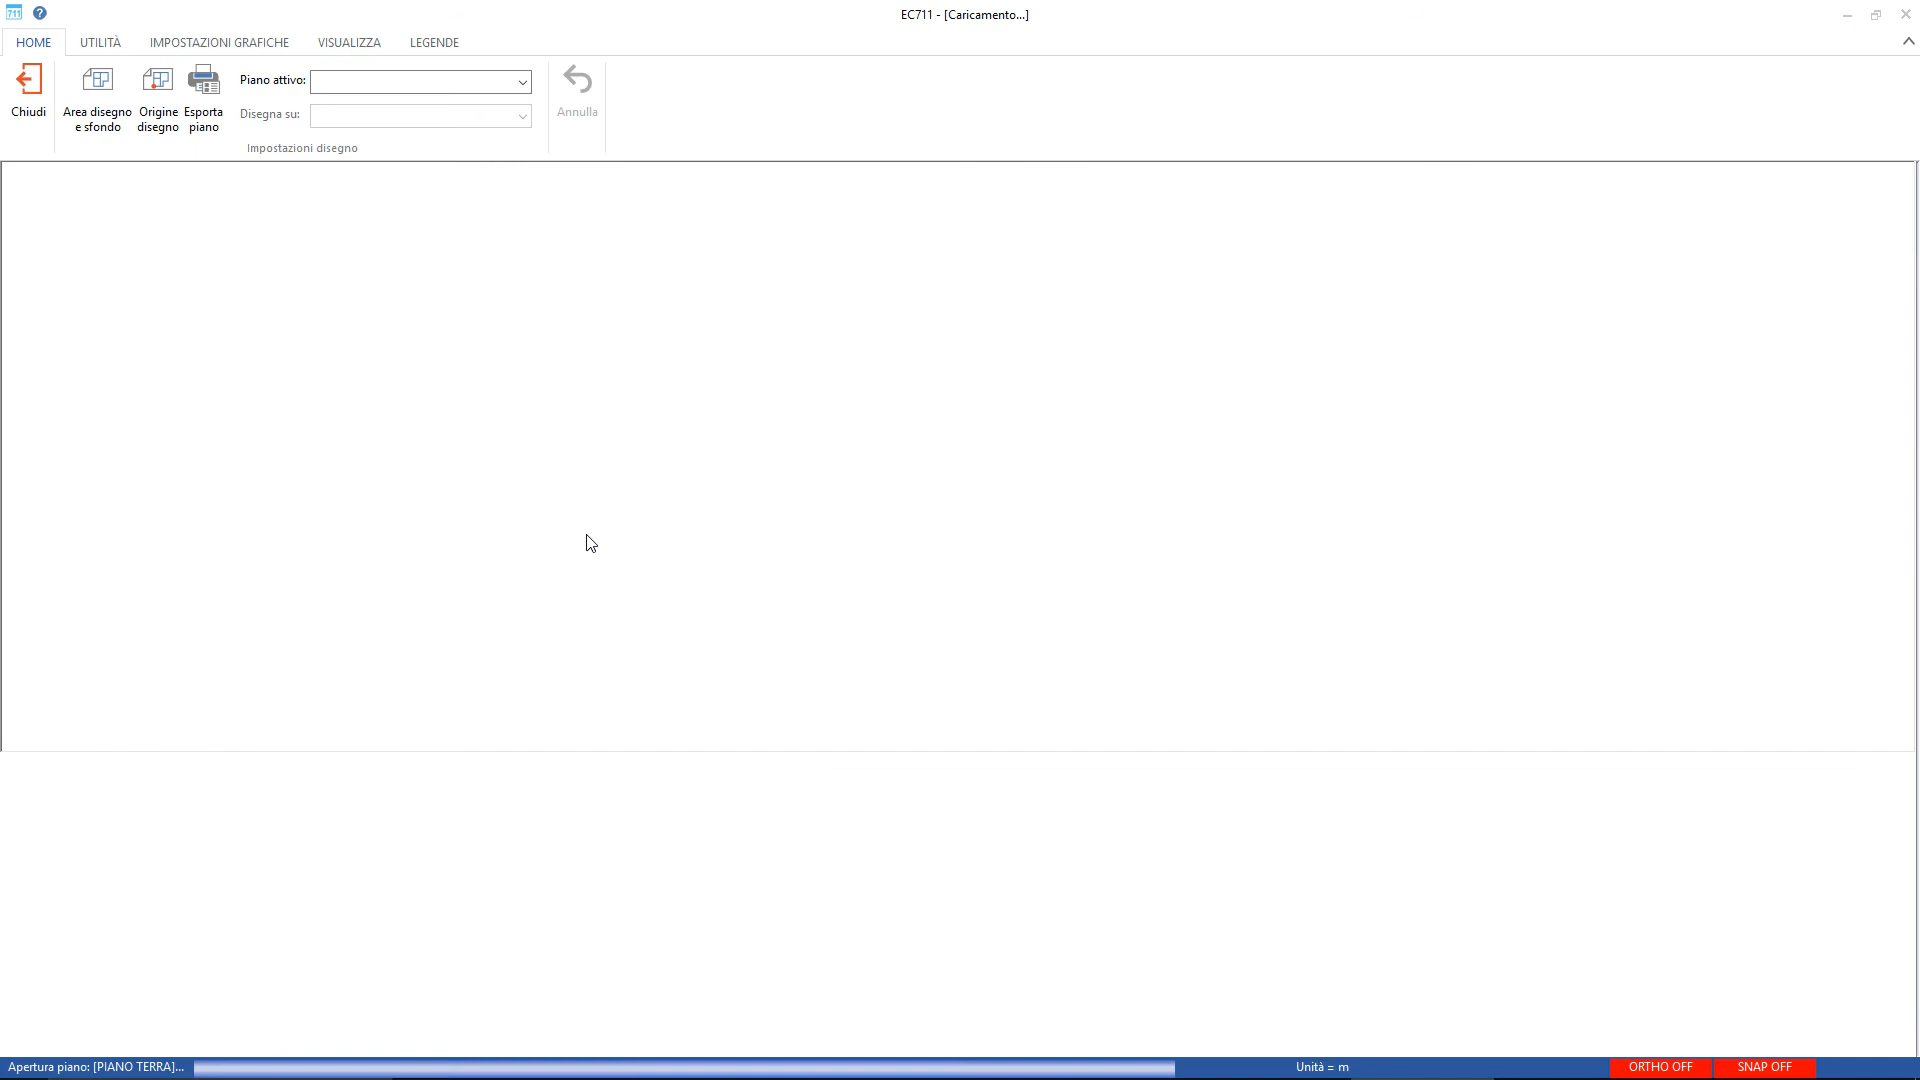 711
EC711 - [Caricamento...]
HOME
UTILITÀ
IMPOSTAZIONI GRAFICHE
VISUALIZZA
LEGENDE
Chiudi
Area disegno
e sfondo
Origine
disegno
Esporta
piano
Piano attivo:
Disegna su:
Impostazioni disegno
Annulla
Apertura piano: [PIANO TERRA]...
Unità = m
ORTHO OFF
SNAP OFF